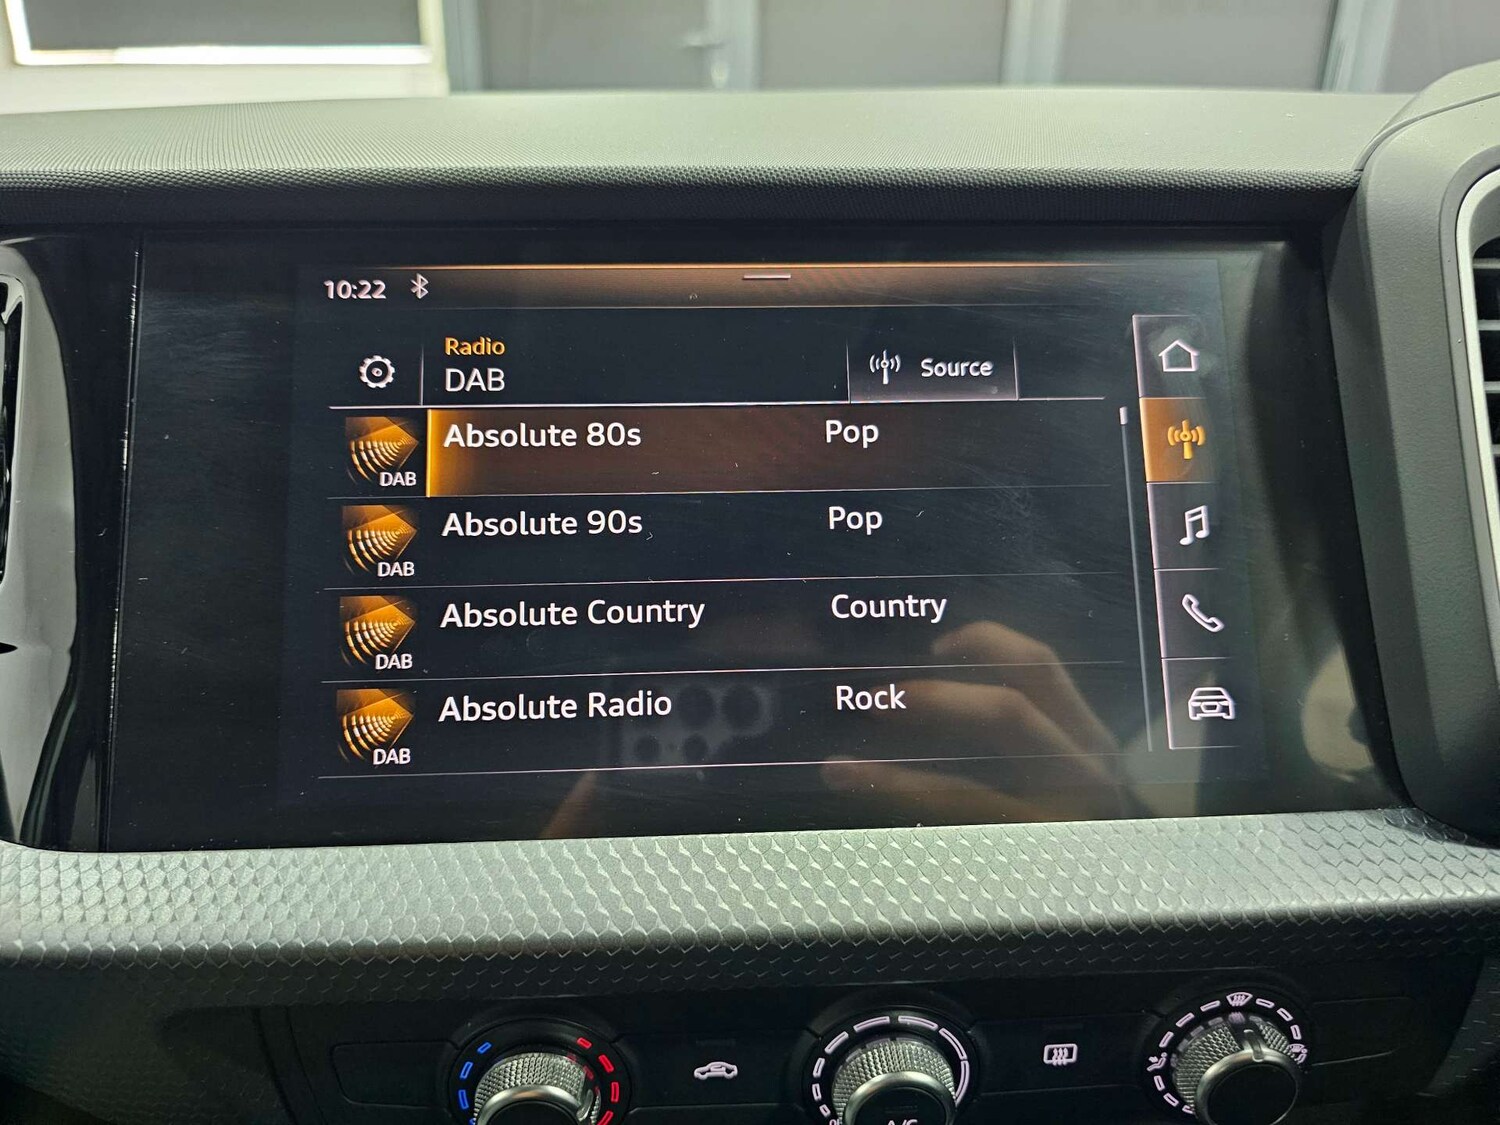 10:22
Radio
DAB
Source
DAB
Absolute 80s Pop
DAB
Absolute 90s Pop
DAB
Absolute Country Country
DAB
Absolute Radio Rock
A/C